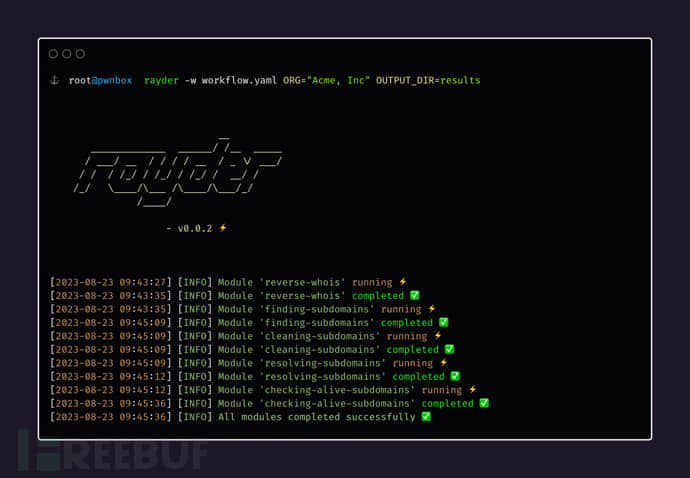 root@pwnbox rayder -w workflow.yaml ORG="Acme, Inc" OUTPUT_DIR=results
rayder
- v0.0.2 ⚡
[2023-08-23 09:43:27] [INFO] Module 'reverse-whois' running ⚡
[2023-08-23 09:43:35] [INFO] Module 'reverse-whois' completed ✅
[2023-08-23 09:43:35] [INFO] Module 'finding-subdomains' running ⚡
[2023-08-23 09:45:09] [INFO] Module 'finding-subdomains' completed ✅
[2023-08-23 09:45:09] [INFO] Module 'cleaning-subdomains' running ⚡
[2023-08-23 09:45:09] [INFO] Module 'cleaning-subdomains' completed ✅
[2023-08-23 09:45:09] [INFO] Module 'resolving-subdomains' running ⚡
[2023-08-23 09:45:12] [INFO] Module 'resolving-subdomains' completed ✅
[2023-08-23 09:45:12] [INFO] Module 'checking-alive-subdomains' running ⚡
[2023-08-23 09:45:36] [INFO] Module 'checking-alive-subdomains' completed ✅
[2023-08-23 09:45:36] [INFO] All modules completed successfully ✅
FREEBUF